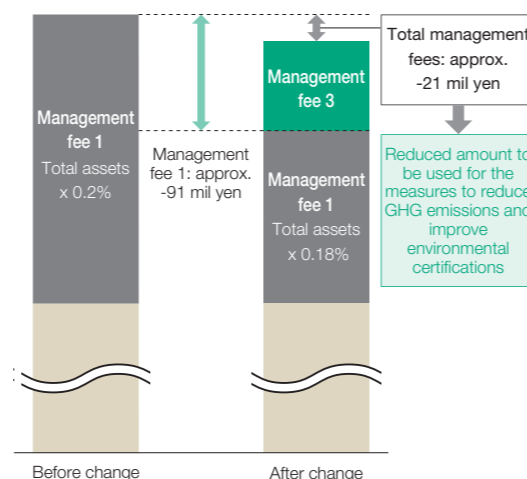 Management
fee 1
Total assets
x 0.2%
Management
fee 1: approx.
-91 mil yen
Management
fee 3
Management
fee 1
Total assets
x 0.18%
Total management
fees: approx.
-21 mil yen
Reduced amount to
be used for the
measures to reduce
GHG emissions and
improve
environmental
certifications
Before change
After change